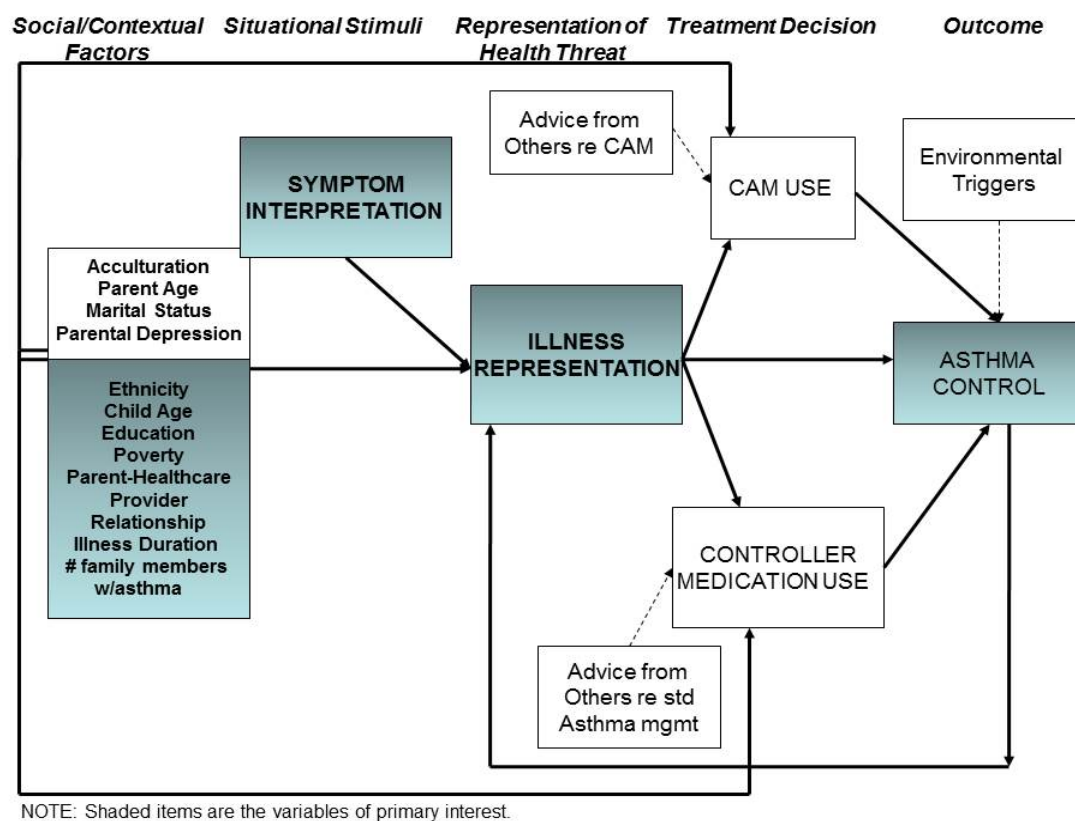 Social/Contextual
Factors
Situational Stimuli
Representation of
Health Threat
Treatment Decision
Outcome
Advice from
Others re CAM
CAM USE
Environmental
Triggers
SYMPTOM
INTERPRETATION
Acculturation
Parent Age
Marital Status
Parental Depression
Ethnicity
Child Age
Education
Poverty
Parent-Healthcare
Provider
Relationship
Illness Duration
# family members
w/asthma
ILLNESS
REPRESENTATION
ASTHMA
CONTROL
CONTROLLER
MEDICATION USE
Advice from
Others re std
Asthma mgmt
NOTE: Shaded items are the variables of primary interest.